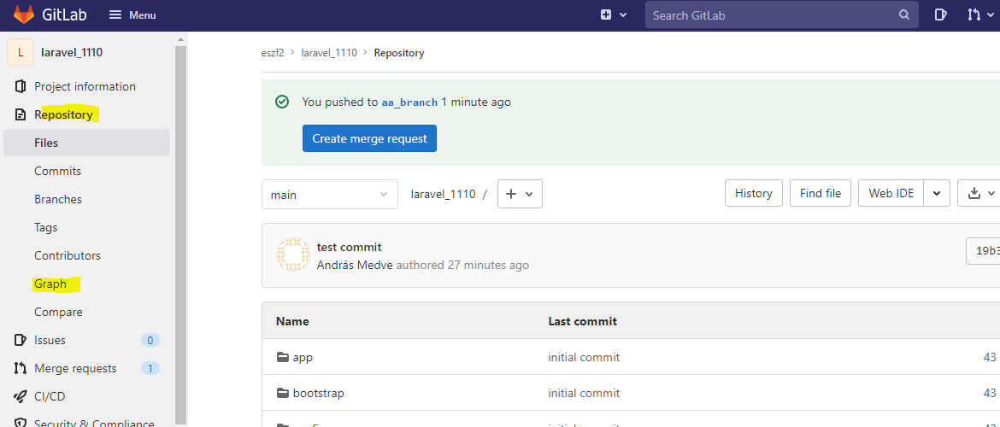 GitLab
Menu
Search GitLab
L laravel_1110
Project information
Repository
Files
Commits
Branches
Tags
Contributors
Graph
Compare
Issues 0
Merge requests 1
CI/CD
Security & Compliance
eszf2 > laravel_1110 > Repository
You pushed to aa_branch 1 minute ago
Create merge request
main laravel_1110 / History Find file Web IDE
test commit
András Medve authored 27 minutes ago
19b3
Name Last commit
app initial commit 43
bootstrap initial commit 43